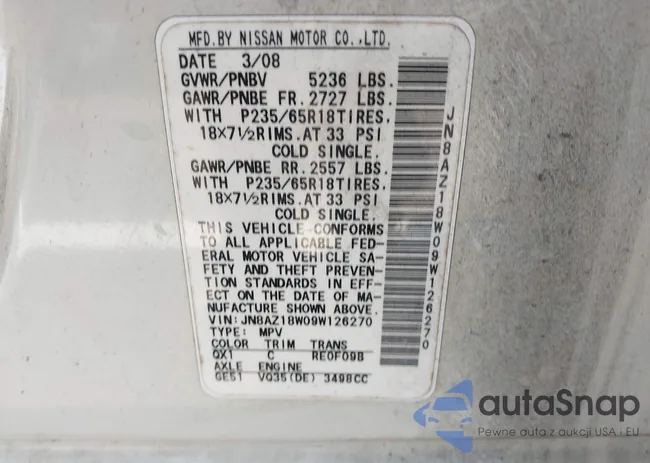 MFD.BY NISSAN MOTOR CO.,LTD.
DATE 3/08
GVWR/PNBV 5236 LBS.
GAWR/PNBE FR. 2727 LBS.
WITH P235/65R18TIRES.
18X7½RIMS.AT 33 PSI
COLD SINGLE.
GAWR/PNBE RR. 2557 LBS.
WITH P235/65R18TIRES.
18X7½RIMS.AT 33 PSI
COLD SINGLE.
THIS VEHICLE CONFORMS
TO ALL APPLICABLE FED-
ERAL MOTOR VEHICLE SA-
FETY AND THEFT PREVEN-
TION STANDARDS IN EFF-
ECT ON THE DATE OF MA-
NUFACTURE SHOWN ABOVE.
VIN:JN8AZ18W09W126270
TYPE: MPV
COLOR TRIM TRANS
QX1 C RE0F09B
AXLE ENGINE
GE51 VQ35(DE) 3498CC
JN8AZ18W09W126270
autoSnap
Pewne auta z aukcji USA i EU